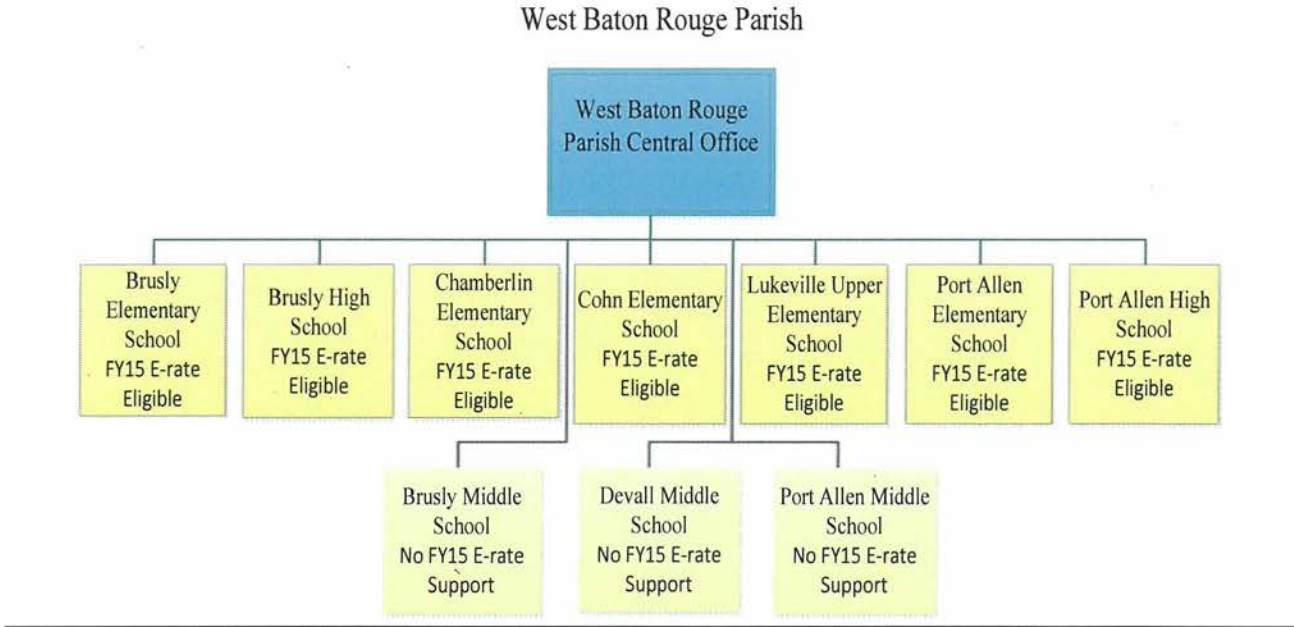 West Baton Rouge Parish
West Baton Rouge
Parish Central Office
Brusly
Elementary
School
FY15 E-rate
Eligible
Brusly High
School
FY15 E-rate
Eligible
Chamberlin
Elementary
School
FY15 E-rate
Eligible
Cohn Elementary
School
FY15 E-rate
Eligible
Lukeville Upper
Elementary
School
FY15 E-rate
Eligible
Port Allen
Elementary
School
FY15 E-rate
Eligible
Port Allen High
School
FY15 E-rate
Eligible
Brusly Middle
School
No FY15 E-rate
Support
Devall Middle
School
No FY15 E-rate
Support
Port Allen Middle
School
No FY15 E-rate
Support